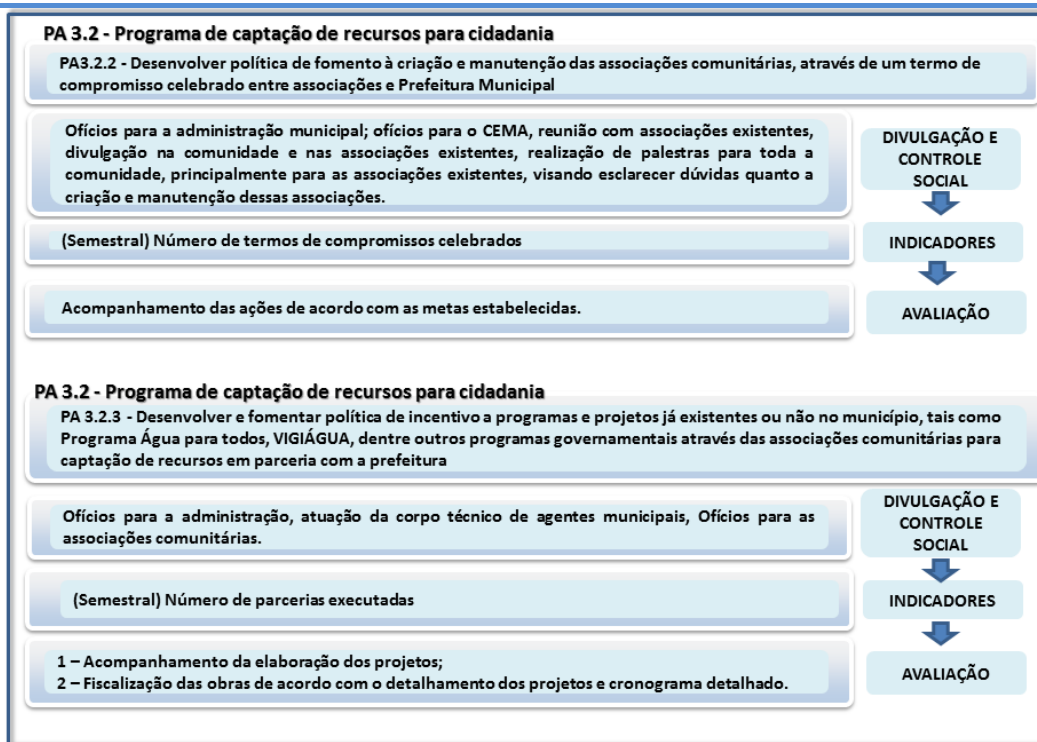 PA 3.2 - Programa de captação de recursos para cidadania
PA3.2.2 - Desenvolver política de fomento à criação e manutenção das associações comunitárias, através de um termo de
compromisso celebrado entre associações e Prefeitura Municipal
Ofícios para a administração municipal; ofícios para o CEMA, reunião com associações existentes,
divulgação na comunidade e nas associações existentes, realização de palestras para toda a
comunidade, principalmente para as associações existentes, visando esclarecer dúvidas quanto a
criação e manutenção dessas associações.
DIVULGAÇÃO E
CONTROLE
SOCIAL
(Semestral) Número de termos de compromissos celebrados
INDICADORES
Acompanhamento das ações de acordo com as metas estabelecidas.
AVALIAÇÃO
PA 3.2 - Programa de captação de recursos para cidadania
PA 3.2.3 - Desenvolver e fomentar política de incentivo a programas e projetos já existentes ou não no município, tais como
Programa Água para todos, VIGIÁGUA, dentre outros programas governamentais através das associações comunitárias para
captação de recursos em parceria com a prefeitura
Ofícios para a administração, atuação da corpo técnico de agentes municipais, Ofícios para as
associações comunitárias.
DIVULGAÇÃO E
CONTROLE
SOCIAL
(Semestral) Número de parcerias executadas
INDICADORES
1 – Acompanhamento da elaboração dos projetos;
2 – Fiscalização das obras de acordo com o detalhamento dos projetos e cronograma detalhado.
AVALIAÇÃO